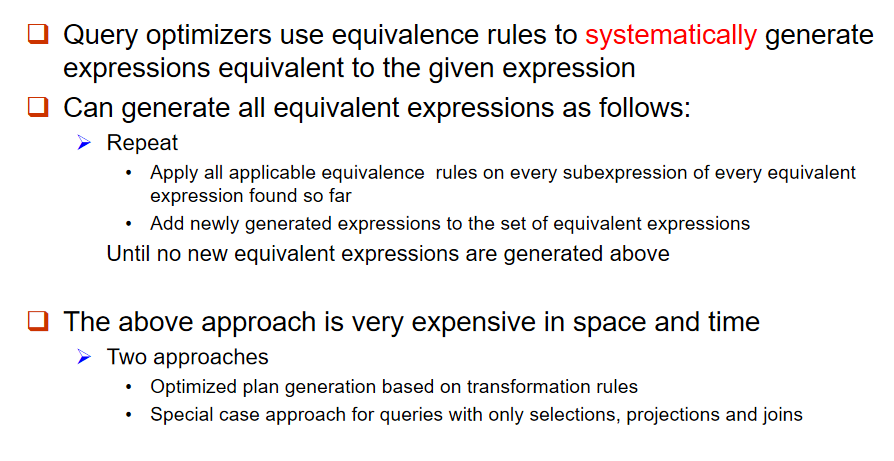 Query optimizers use equivalence rules to systematically generate
expressions equivalent to the given expression
Can generate all equivalent expressions as follows:
Repeat
Apply all applicable equivalence rules on every subexpression of every equivalent
expression found so far
Add newly generated expressions to the set of equivalent expressions
Until no new equivalent expressions are generated above
The above approach is very expensive in space and time
Two approaches
Optimized plan generation based on transformation rules
Special case approach for queries with only selections, projections and joins